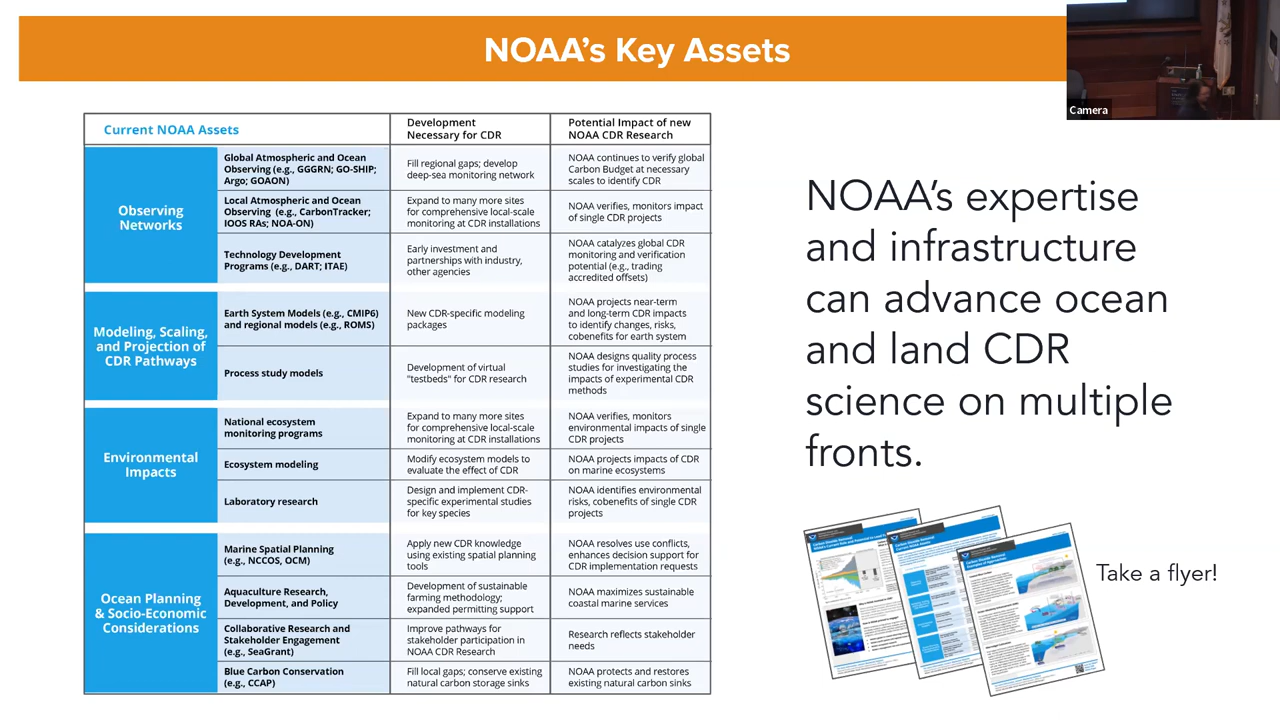 NOAA's Key Assets
Camera
Current NOAA Assets
Development
Necessary for CDR
Potential Impact of new
NOAA CDR Research
Observing
Networks
Global Atmospheric and Ocean
Observing (e.g., GGGRN; GO-SHIP;
Argo; GOAON)
Fill regional gaps; develop
deep-sea monitoring network
NOAA continues to verify global
Carbon Budget at necessary
scales to identify CDR
Local Atmospheric and Ocean
Observing (e.g., CarbonTracker;
IOOS RAs; NOA-ON)
Expand to many more sites
for comprehensive local-scale
monitoring at CDR installations
NOAA verifies, monitors impact
of single CDR projects
Technology Development
Programs (e.g., DART; ITAE)
Early investment and
partnerships with industry,
other agencies
NOAA catalyzes global CDR
monitoring and verification
potential (e.g., trading
accredited offsets)
Modeling, Scaling,
and Projection of
CDR Pathways
Earth System Models (e.g., CMIP6)
and regional models (e.g., ROMS)
New CDR-specific modeling
packages
NOAA projects near-term
and long-term CDR impacts
to identify changes, risks,
cobenefits for earth system
Process study models
Development of virtual
"testbeds" for CDR research
NOAA designs quality process
studies for investigating the
impacts of experimental CDR
methods
Environmental
Impacts
National ecosystem
monitoring programs
Expand to many more sites
for comprehensive local-scale
monitoring at CDR installations
NOAA verifies, monitors
environmental impacts of single
CDR projects
Ecosystem modeling
Modify ecosystem models to
evaluate the effect of CDR
NOAA projects impacts of CDR
on marine ecosystems
Laboratory research
Design and implement CDR-
specific experimental studies
for key species
NOAA identifies environmental
risks, cobenefits of single CDR
projects
Ocean Planning
& Socio-Economic
Considerations
Marine Spatial Planning
(e.g., NCCOS, OCM)
Apply new CDR knowledge
using existing spatial planning
tools
NOAA resolves use conflicts,
enhances decision support for
CDR implementation requests
Aquaculture Research,
Development, and Policy
Development of sustainable
farming methodology;
expanded permitting support
NOAA maximizes sustainable
coastal marine services
Collaborative Research and
Stakeholder Engagement
(e.g., SeaGrant)
Improve pathways for
stakeholder participation in
NOAA CDR Research
Research reflects stakeholder
needs
Blue Carbon Conservation
(e.g., CCAP)
Fill local gaps; conserve existing
natural carbon storage sinks
NOAA protects and restores
existing natural carbon sinks
NOAA's expertise
and infrastructure
can advance ocean
and land CDR
science on multiple
fronts.
Take a flyer!